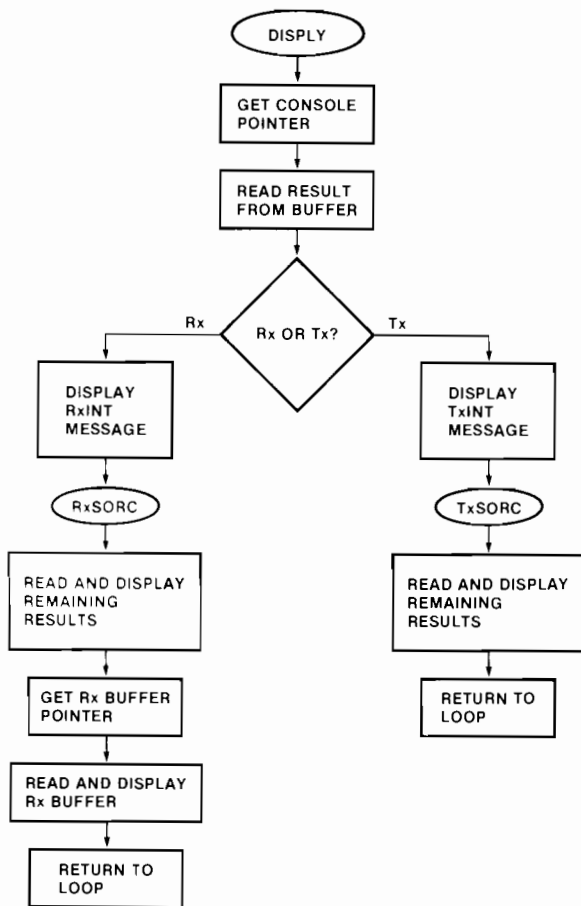 DISPLY
GET CONSOLE
POINTER
READ RESULT
FROM BUFFER
Rx OR Tx?
Rx
Tx
DISPLAY
RxINT
MESSAGE
RxSORC
READ AND DISPLAY
REMAINING
RESULTS
GET Rx BUFFER
POINTER
READ AND DISPLAY
Rx BUFFER
RETURN TO
LOOP
DISPLAY
TxINT
MESSAGE
TxSORC
READ AND DISPLAY
REMAINING
RESULTS
RETURN TO
LOOP